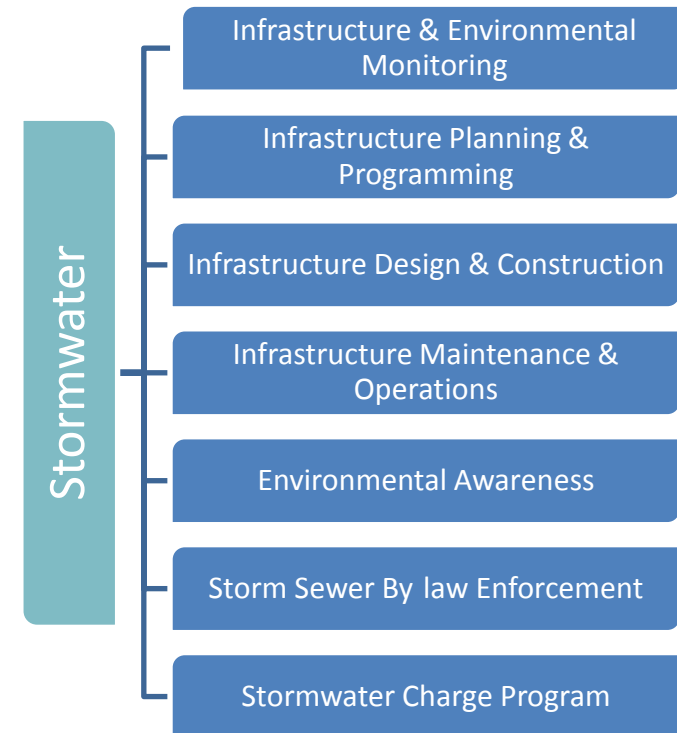 Stormwater
Infrastructure & Environmental
Monitoring
Infrastructure Planning &
Programming
Infrastructure Design & Construction
Infrastructure Maintenance &
Operations
Environmental Awareness
Storm Sewer By law Enforcement
Stormwater Charge Program